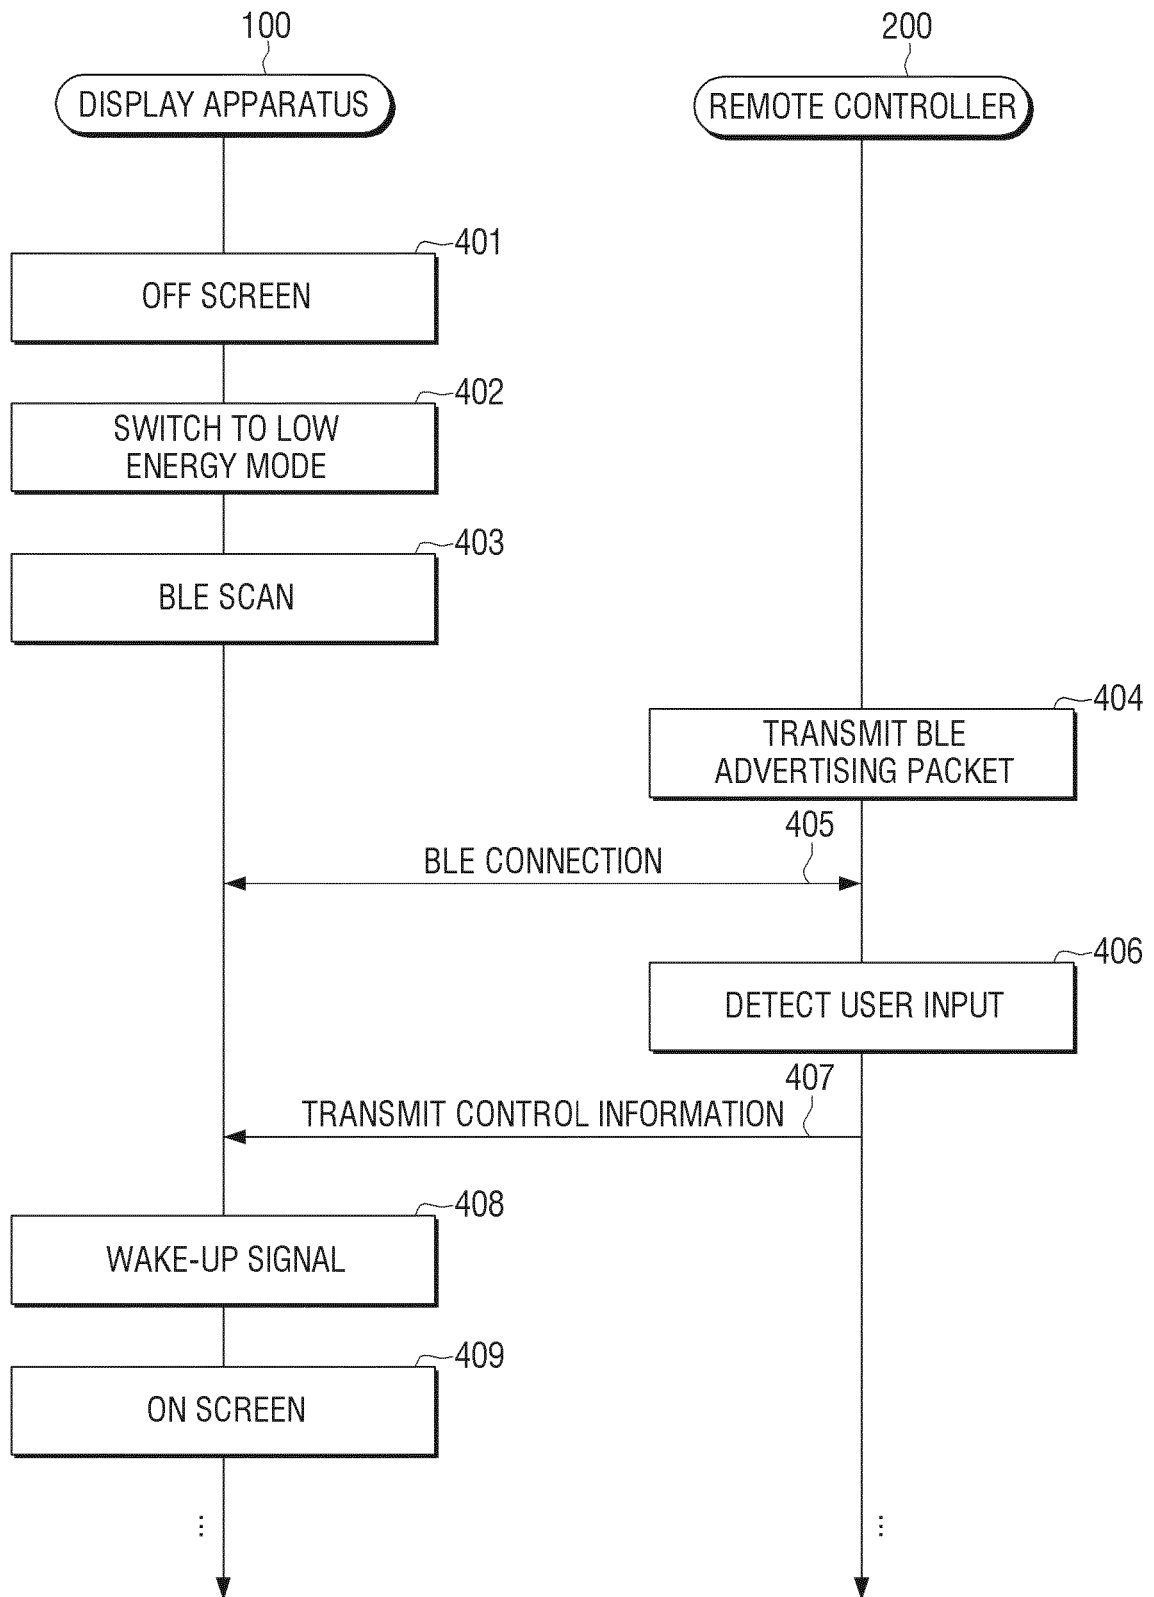 100
200
DISPLAY APPARATUS
REMOTE CONTROLLER
401
OFF SCREEN
402
SWITCH TO LOW
ENERGY MODE
403
BLE SCAN
404
TRANSMIT BLE
ADVERTISING PACKET
405
BLE CONNECTION
406
DETECT USER INPUT
407
TRANSMIT CONTROL INFORMATION
408
WAKE-UP SIGNAL
409
ON SCREEN